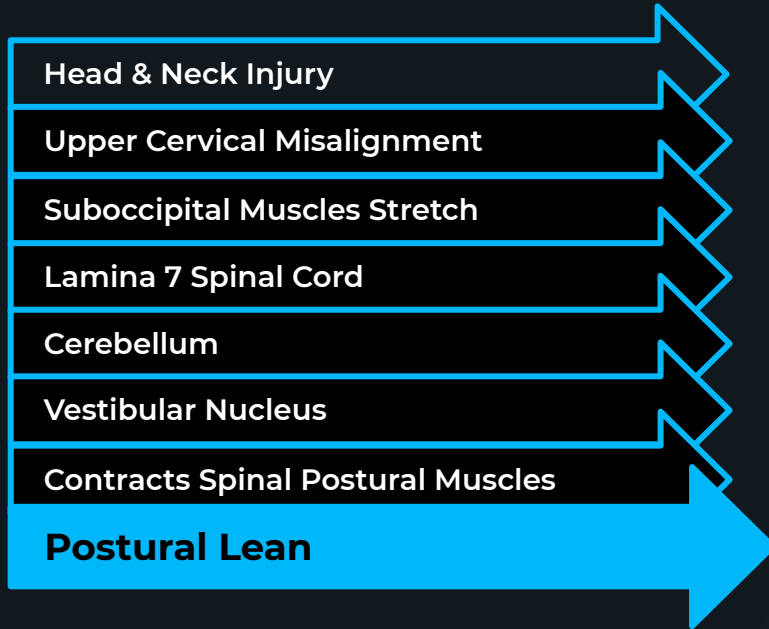 Head & Neck Injury
Upper Cervical Misalignment
Suboccipital Muscles Stretch
Lamina 7 Spinal Cord
Cerebellum
Vestibular Nucleus
Contracts Spinal Postural Muscles
Postural Lean